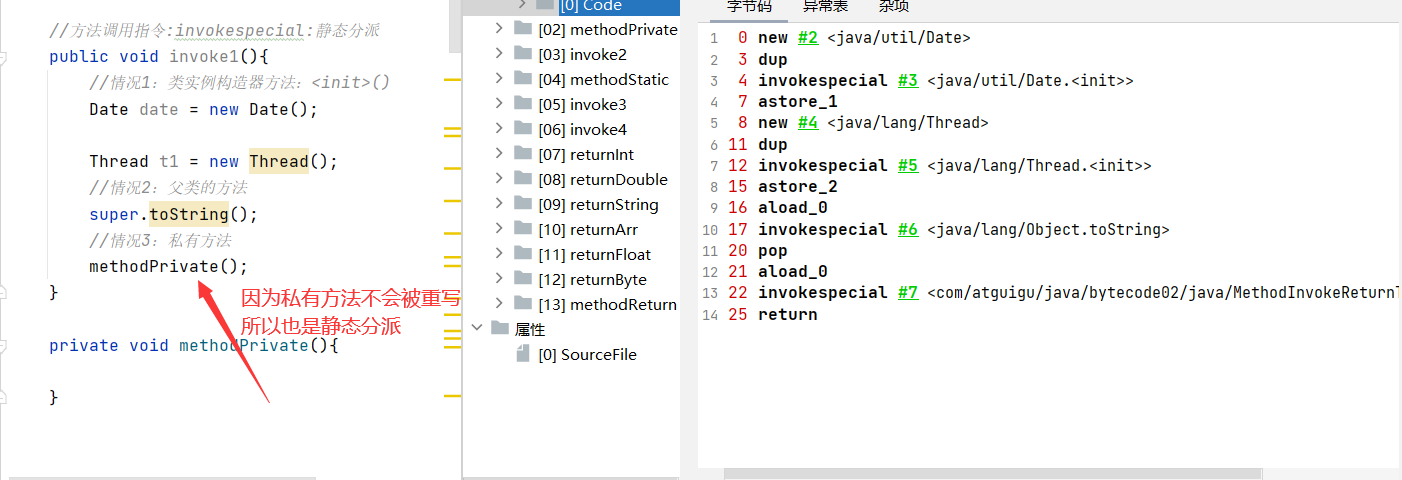 //方法调用指令:invokespecial:静态分派
public void invoke1(){
//情况1：类实例构造器方法：<init>()
Date date = new Date();
Thread t1 = new Thread();
//情况2：父类的方法
super.toString();
//情况3：私有方法
methodPrivate();
}
因为私有方法不会被重写
所以也是静态分派
private void methodPrivate(){
}
[0] Code
[02] methodPrivate
[03] invoke2
[04] methodStatic
[05] invoke3
[06] invoke4
[07] returnInt
[08] returnDouble
[09] returnString
[10] returnArr
[11] returnFloat
[12] returnByte
[13] methodReturn
属性
[0] SourceFile
字节码 异常表 杂项
1 0 new #2 <java/util/Date>
2 3 dup
3 4 invokespecial #3 <java/util/Date.<init>>
4 7 astore_1
5 8 new #4 <java/lang/Thread>
6 11 dup
7 12 invokespecial #5 <java/lang/Thread.<init>>
8 15 astore_2
9 16 aload_0
10 17 invokespecial #6 <java/lang/Object.toString>
11 20 pop
12 21 aload_0
13 22 invokespecial #7 <com/atguigu/java/bytecode02/java/MethodInvokeReturn
14 25 return